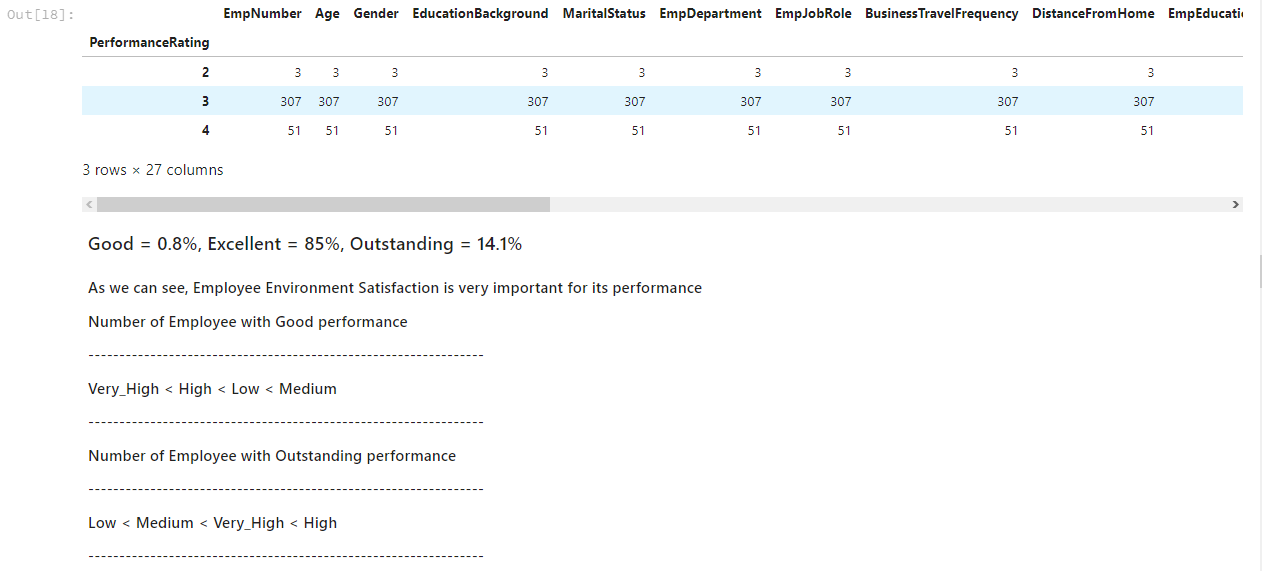 Out[18]:
EmpNumber Age Gender EducationBackground MaritalStatus EmpDepartment EmpJobRole BusinessTravelFrequency DistanceFromHome
PerformanceRating
2 3 3 3 3 3 3 3 3 3
3 307 307 307 307 307 307 307 307 307
4 51 51 51 51 51 51 51 51 51
3 rows × 27 columns
Good = 0.8%, Excellent = 85%, Outstanding = 14.1%
As we can see, Employee Environment Satisfaction is very important for its performance
Number of Employee with Good performance
----------------------------------------------------------------
Very_High < High < Low < Medium
----------------------------------------------------------------
Number of Employee with Outstanding performance
----------------------------------------------------------------
Low < Medium < Very_High < High
----------------------------------------------------------------